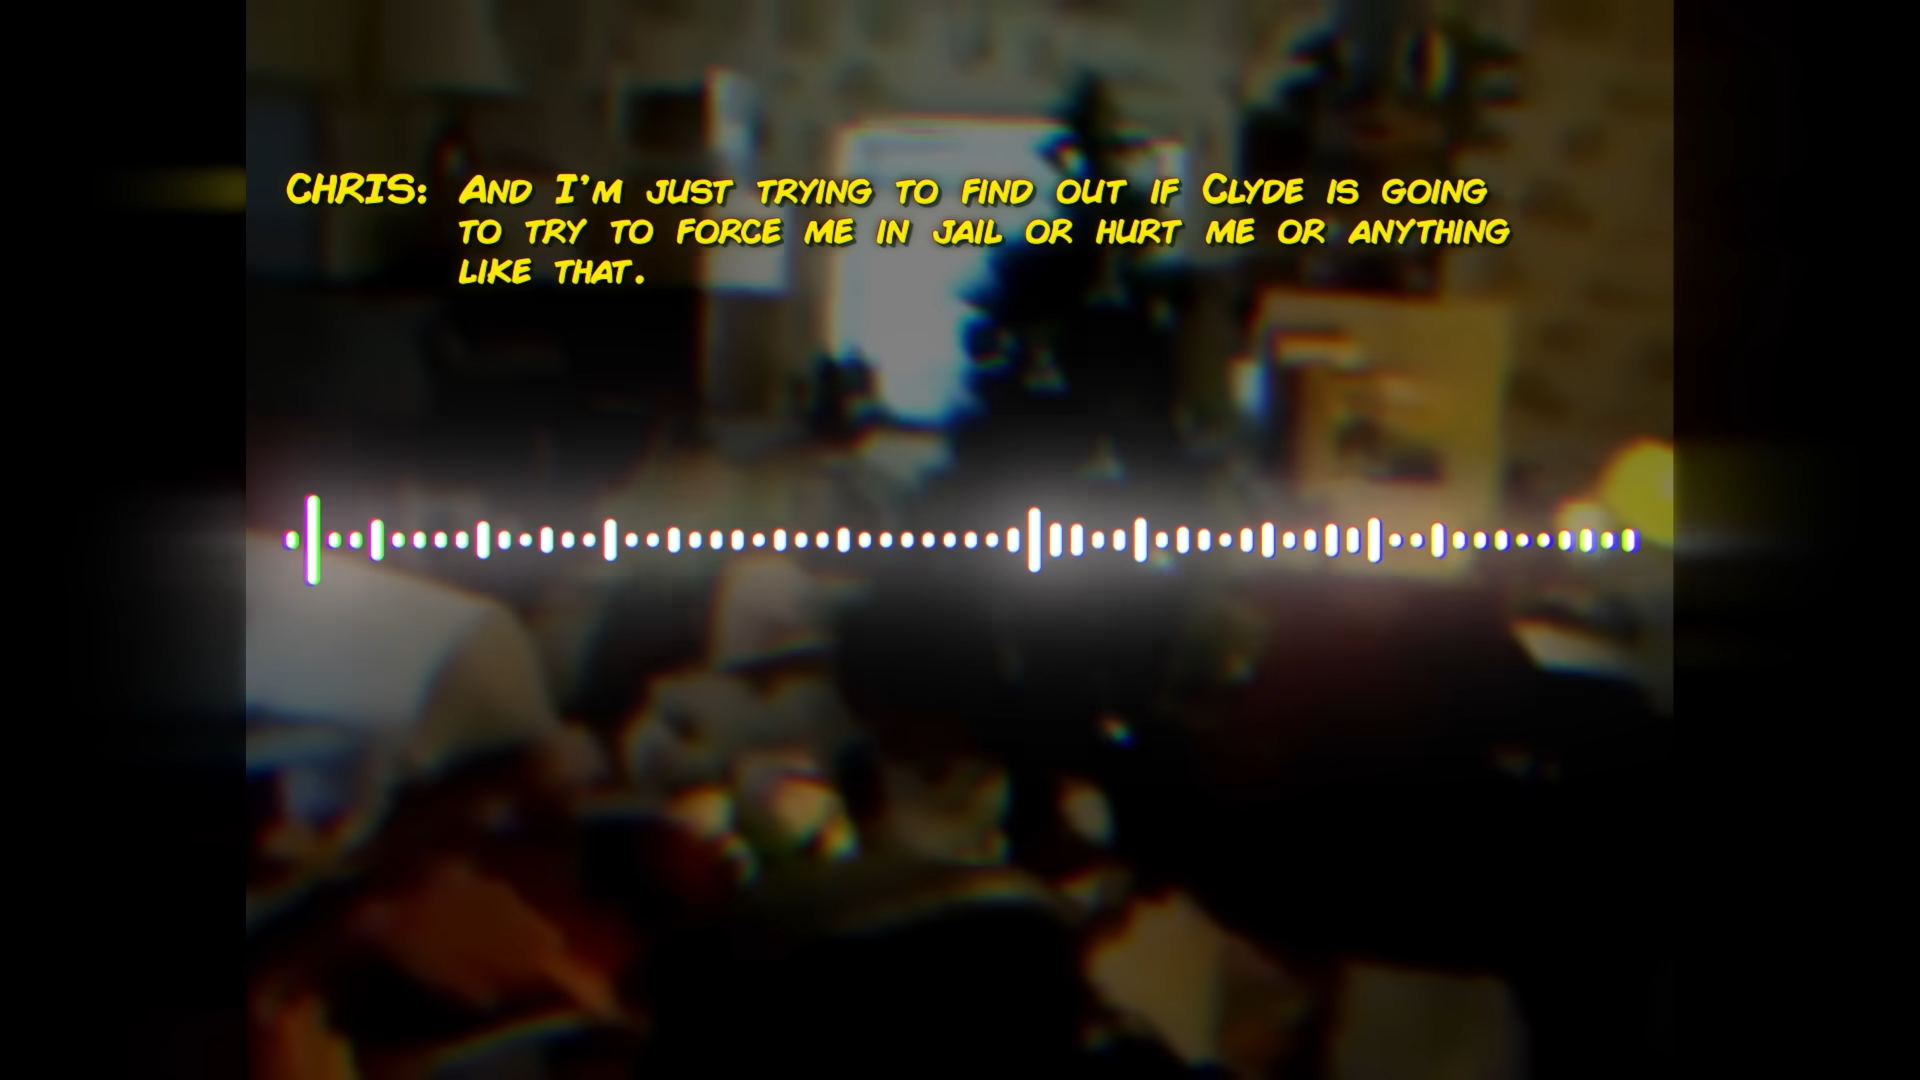 CHRIS: And I'm just trying to find out if Clyde is going
to try to force me in jail or hurt me or anything
like that.